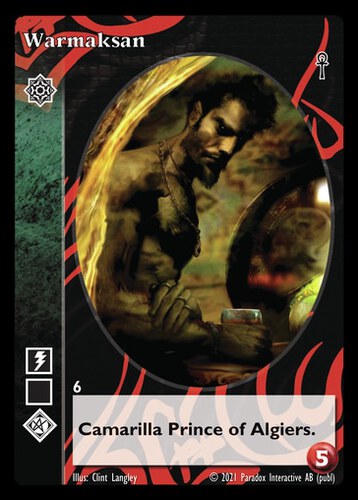 Warmaksan
6
Camarilla Prince of Algiers.
5
Illus: Clint Langley © 2021 Paradox Interactive AB (publ)